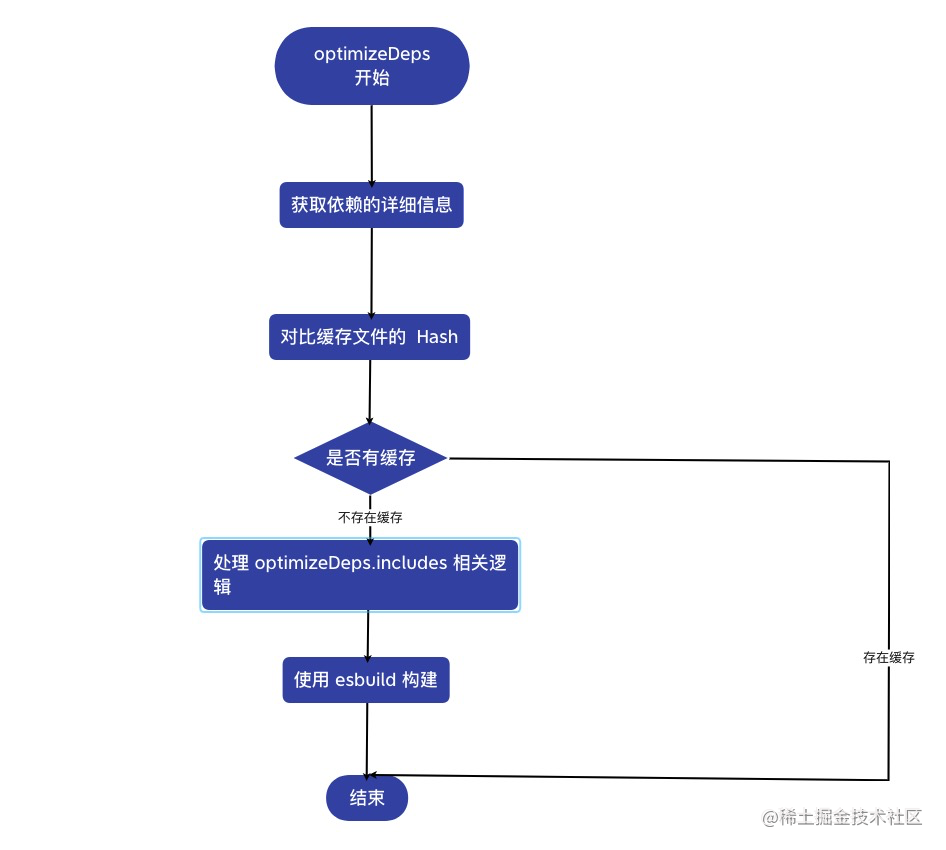 optimizeDeps
开始
获取依赖的详细信息
对比缓存文件的 Hash
是否有缓存
不存在缓存
处理 optimizeDeps.includes 相关逻
辑
存在缓存
使用 esbuild 构建
结束
@稀土掘金技术社区